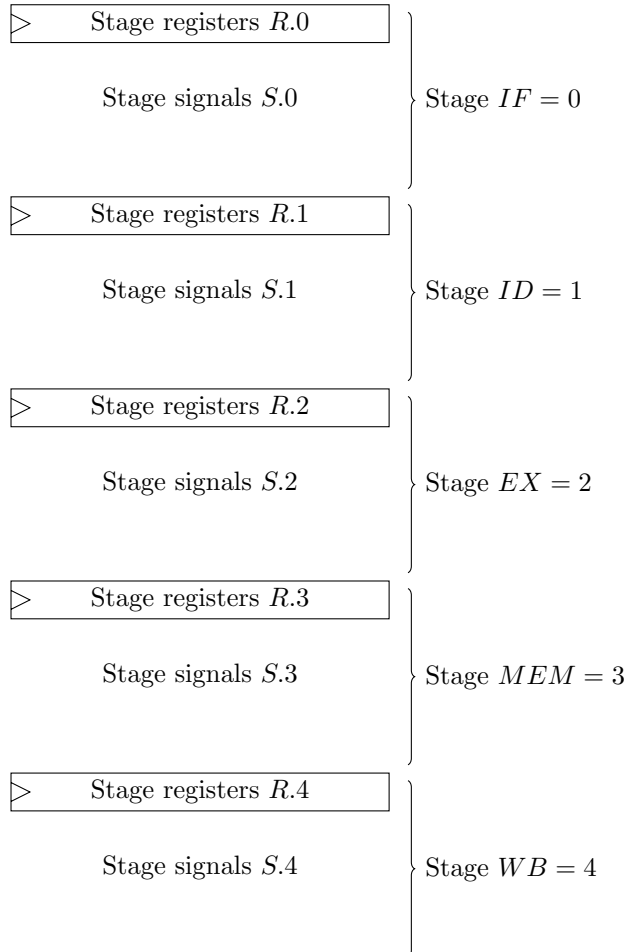 Stage registers R.0
Stage signals S.0
Stage IF = 0
Stage registers R.1
Stage signals S.1
Stage ID = 1
Stage registers R.2
Stage signals S.2
Stage EX = 2
Stage registers R.3
Stage signals S.3
Stage MEM = 3
Stage registers R.4
Stage signals S.4
Stage WB = 4